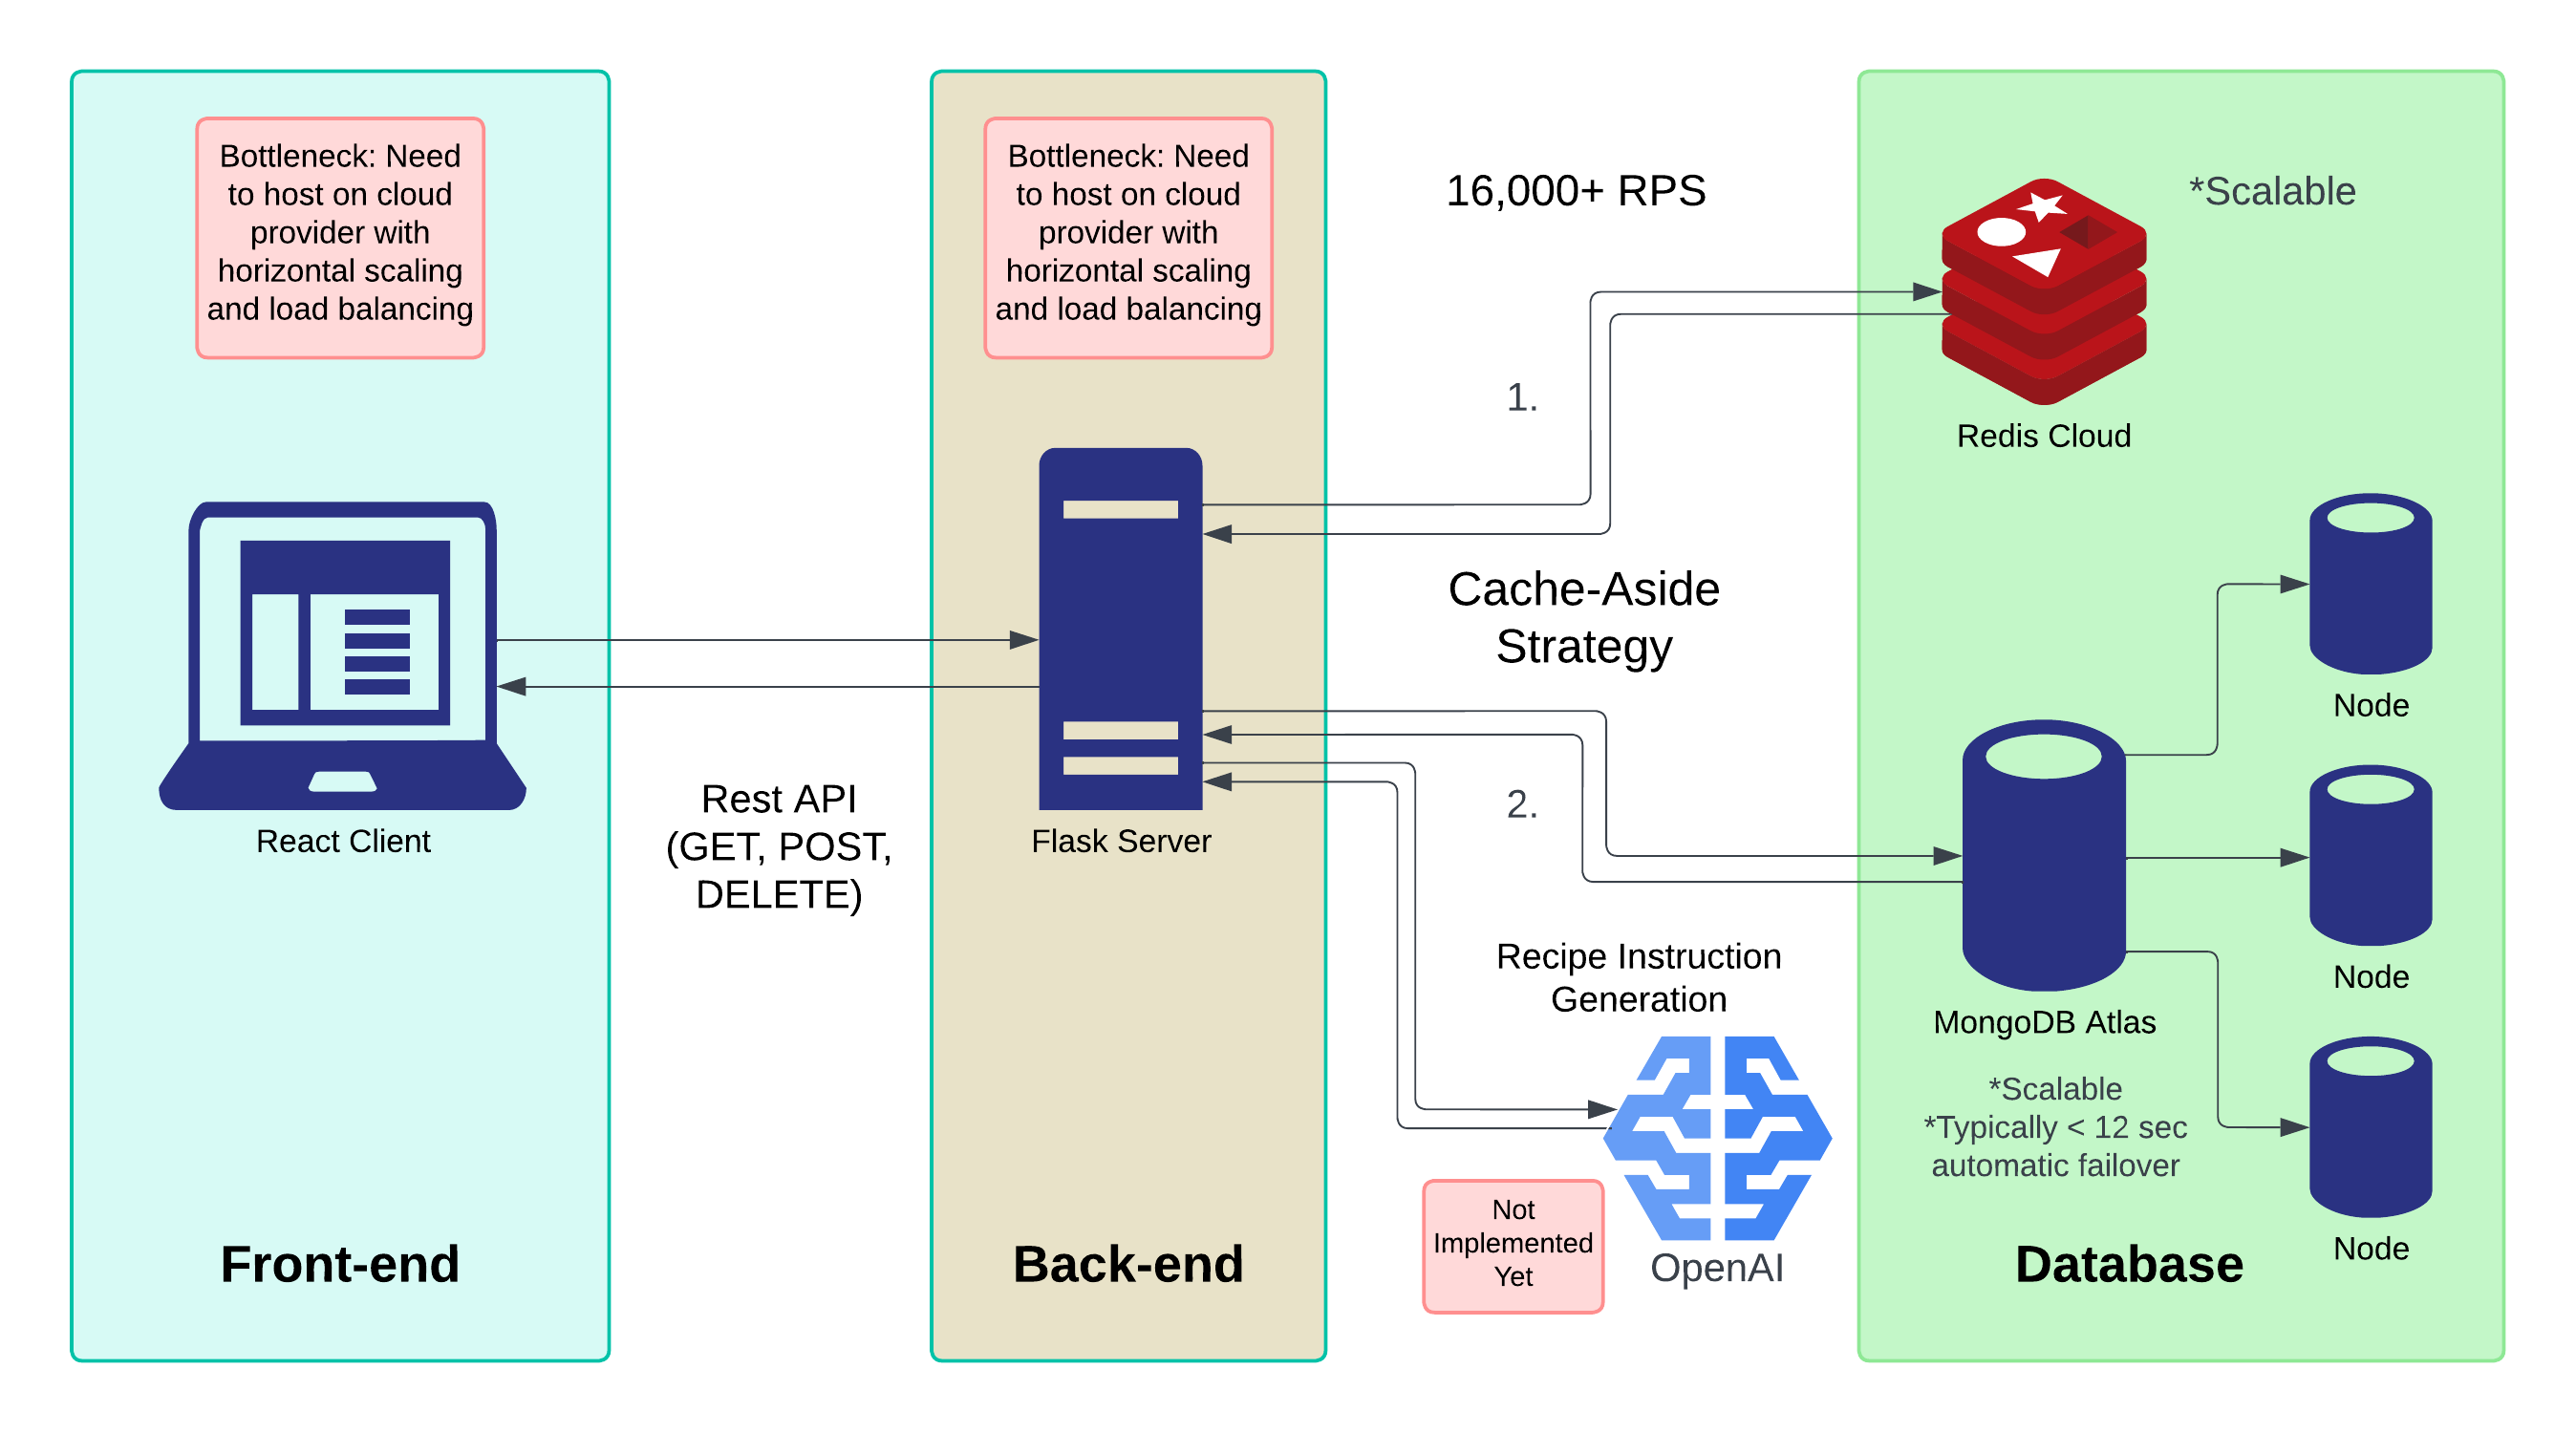 Bottleneck: Need
to host on cloud
provider with
horizontal scaling
and load balancing
React Client
Front-end
Rest API
(GET, POST,
DELETE)
Bottleneck: Need
to host on cloud
provider with
horizontal scaling
and load balancing
Flask Server
Back-end
16,000+ RPS
1.
Cache-Aside
Strategy
2.
Recipe Instruction
Generation
Not
Implemented
Yet
OpenAI
*Scalable
Redis Cloud
Node
Node
MongoDB Atlas
*Scalable
*Typically < 12 sec
automatic failover
Node
Database